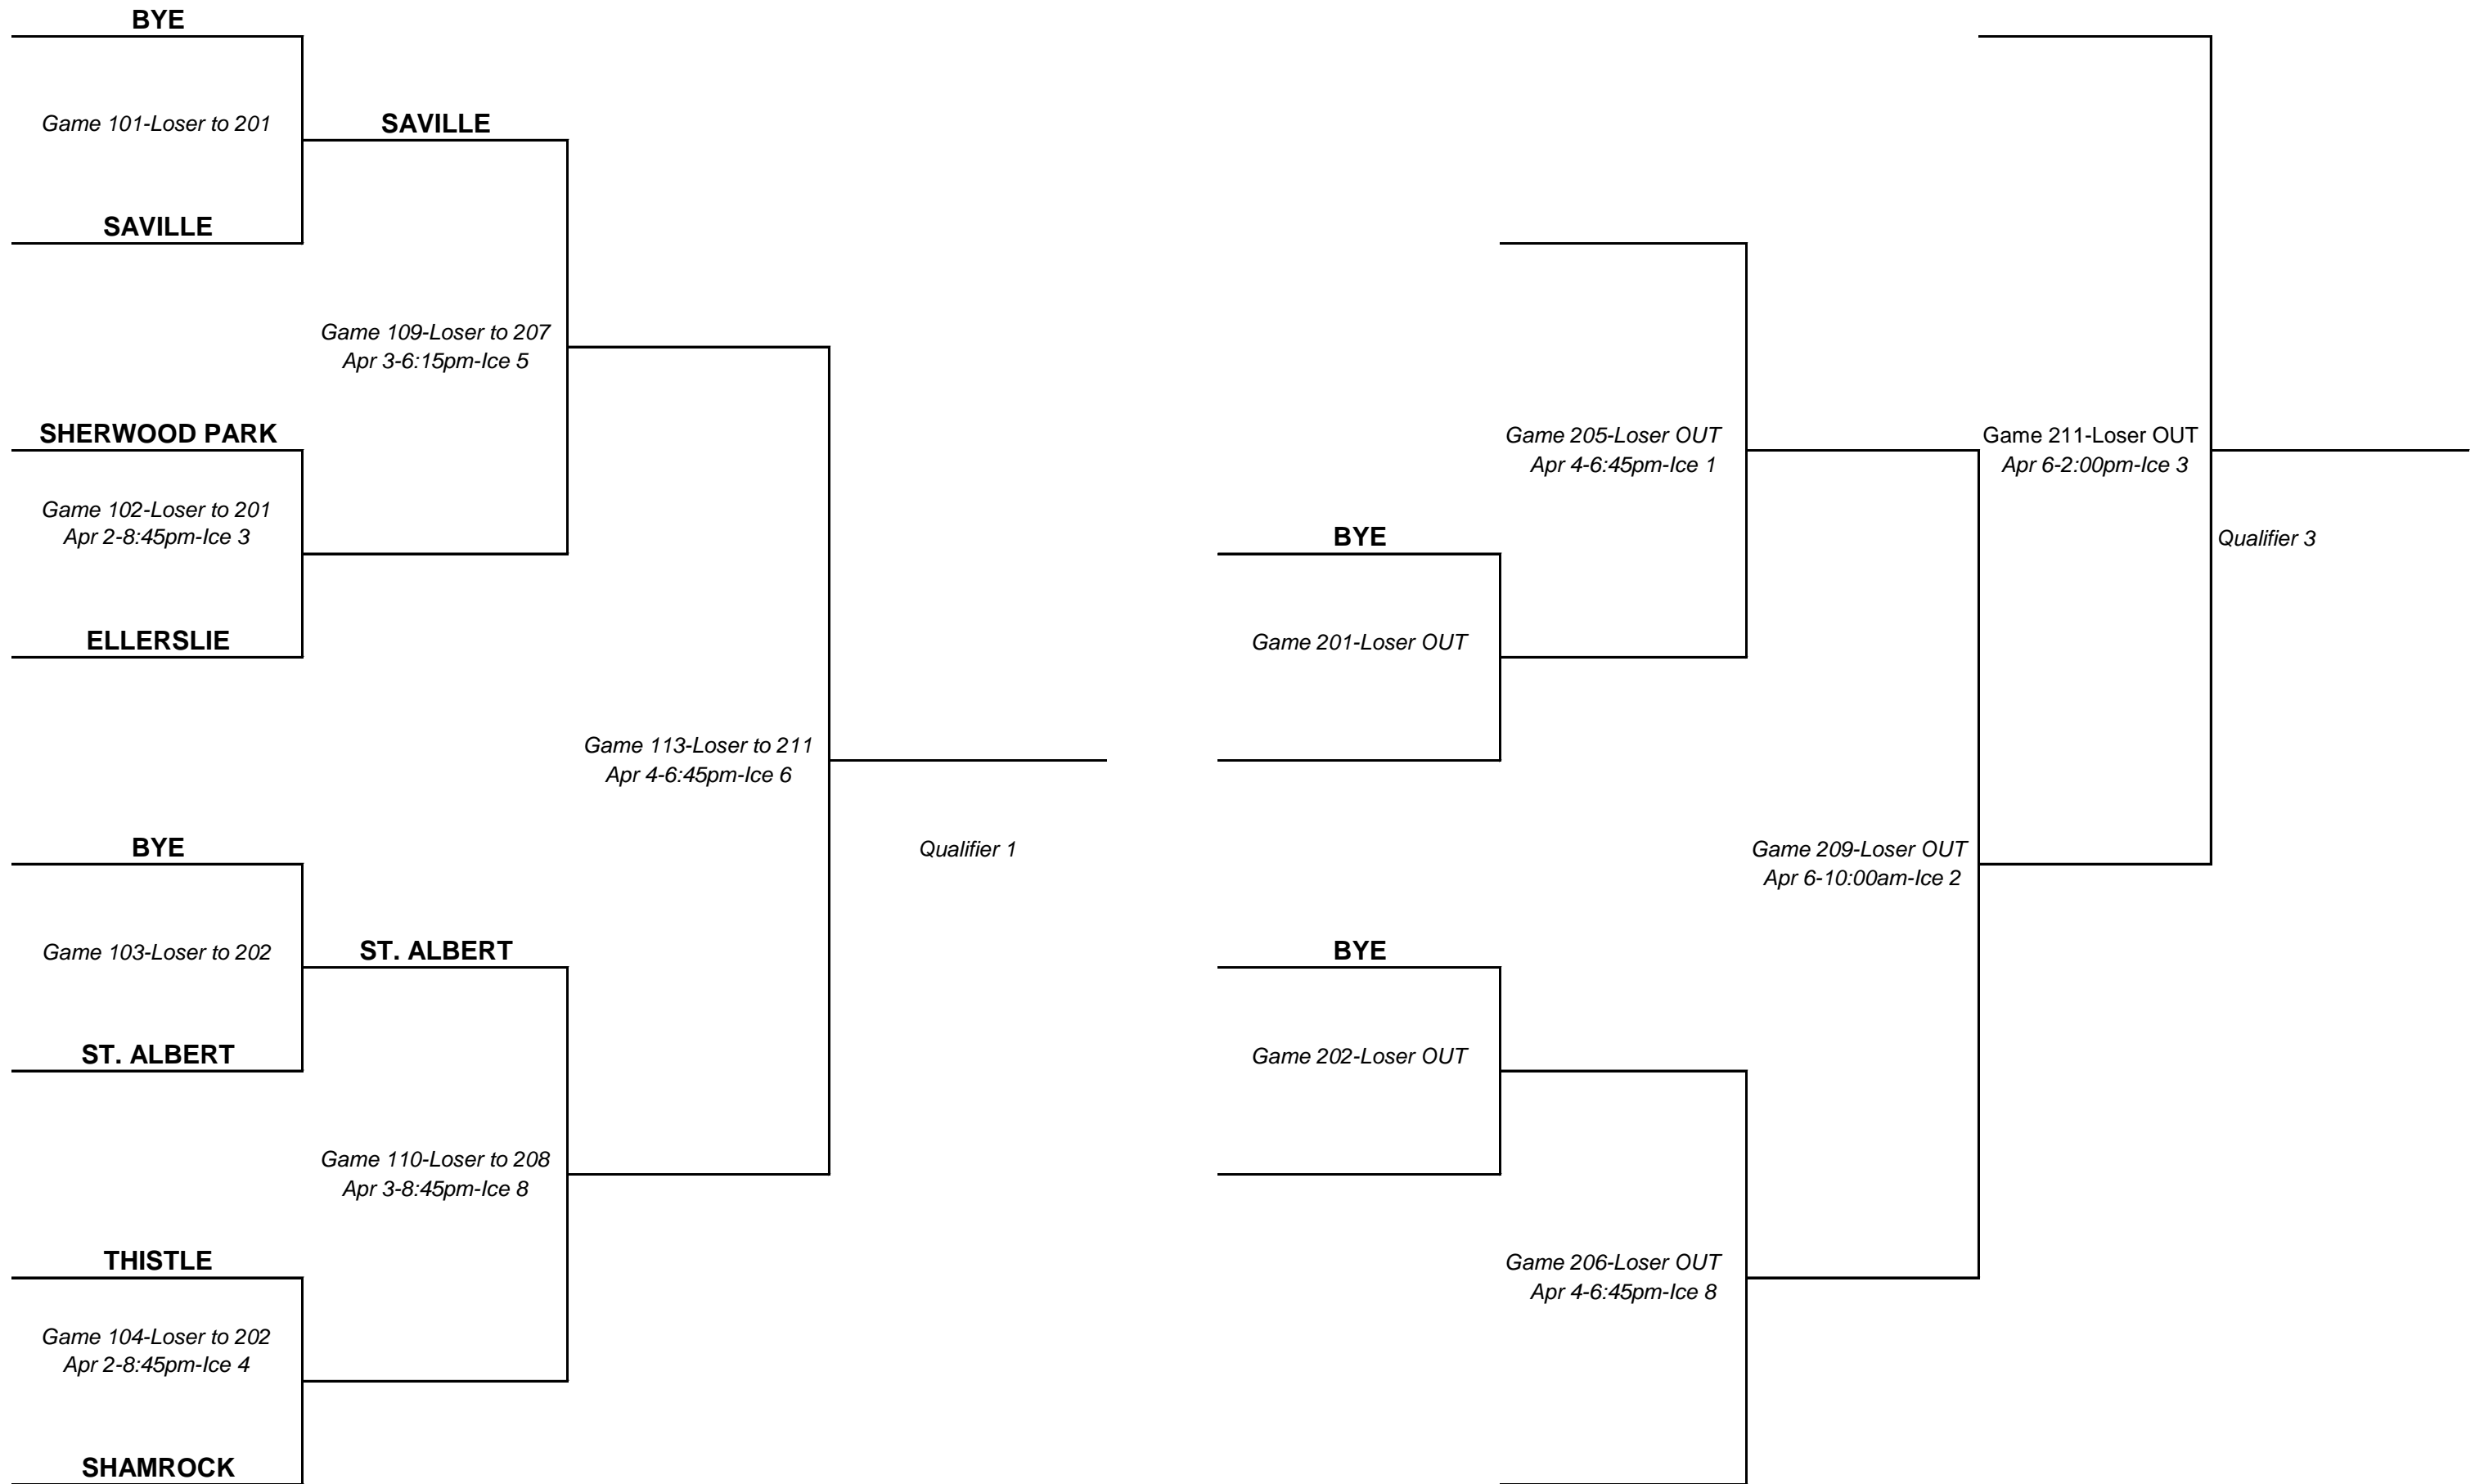 BYE
Game 101-Loser to 201
SAVILLE
SAVILLE
Game 109-Loser to 207
Apr 3-6:15pm-Ice 5
SHERWOOD PARK
Game 102-Loser to 201
Apr 2-8:45pm-Ice 3
ELLERSLIE
Game 113-Loser to 211
Apr 4-6:45pm-Ice 6
Qualifier 1
BYE
Game 103-Loser to 202
ST. ALBERT
ST. ALBERT
Game 110-Loser to 208
Apr 3-8:45pm-Ice 8
THISTLE
Game 104-Loser to 202
Apr 2-8:45pm-Ice 4
SHAMROCK
Game 205-Loser OUT
Apr 4-6:45pm-Ice 1
Game 211-Loser OUT
Apr 6-2:00pm-Ice 3
Qualifier 3
BYE
Game 201-Loser OUT
Game 209-Loser OUT
Apr 6-10:00am-Ice 2
BYE
Game 202-Loser OUT
Game 206-Loser OUT
Apr 4-6:45pm-Ice 8